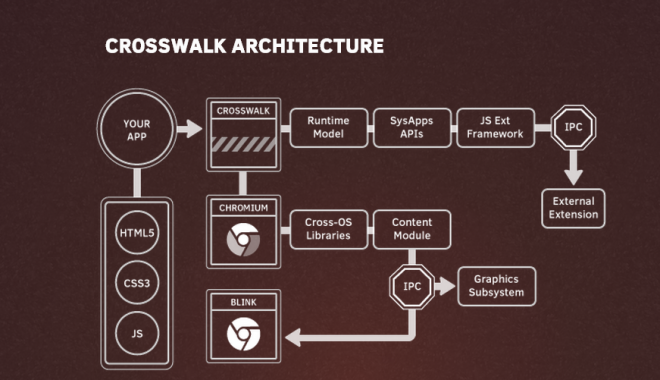 CROSSWALK ARCHITECTURE
YOUR
APP
CROSSWALK
Runtime
Model
SysApps
APIs
JS Ext
Framework
IPC
External
Extension
CHROMIUM
Cross-OS
Libraries
Content
Module
HTML5
CSS3
JS
IPC
Graphics
Subsystem
BLINK